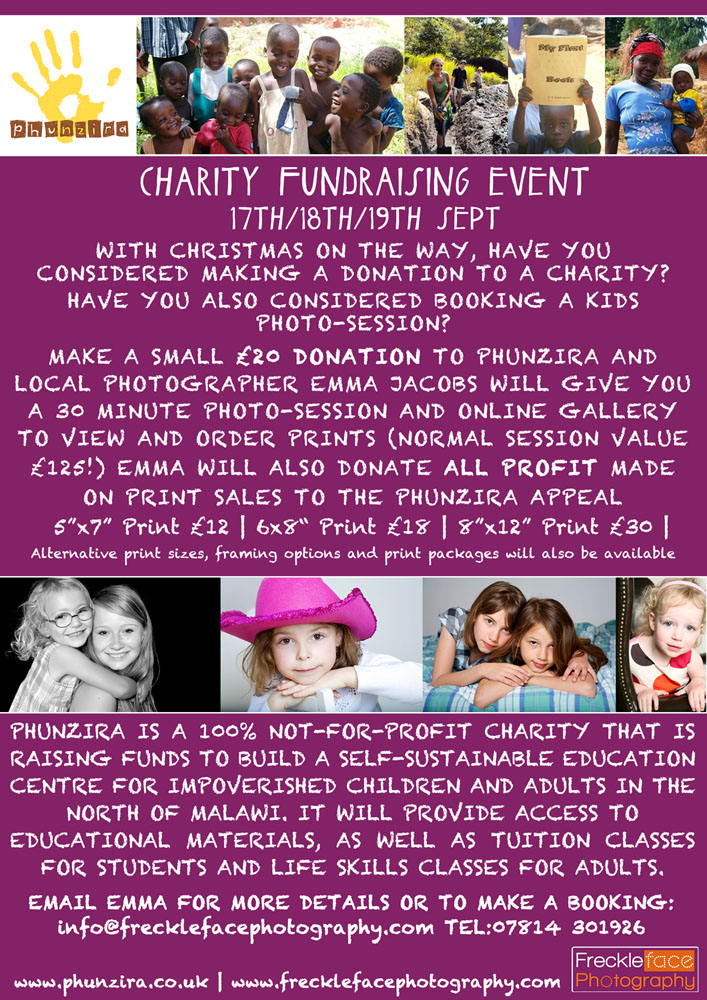 phunzira
My First
Book
CHARITY FUNDRAISING EVENT
17TH/18TH/19TH SEPT
WITH CHRISTMAS ON THE WAY, HAVE YOU
CONSIDERED MAKING A DONATION TO A CHARITY?
HAVE YOU ALSO CONSIDERED BOOKING A KIDS
PHOTO-SESSION?
MAKE A SMALL £20 DONATION TO PHUNZIRA AND
LOCAL PHOTOGRAPHER EMMA JACOBS WILL GIVE YOU
A 30 MINUTE PHOTO-SESSION AND ONLINE GALLERY
TO VIEW AND ORDER PRINTS (NORMAL SESSION VALUE
£125!) EMMA WILL ALSO DONATE ALL PROFIT MADE
ON PRINT SALES TO THE PHUNZIRA APPEAL
5"x7" Print £12 | 6x8" Print £18 | 8"x12" Print £30 |
Alternative print sizes, framing options and print packages will also be available
PHUNZIRA IS A 100% NOT-FOR-PROFIT CHARITY THAT IS
RAISING FUNDS TO BUILD A SELF-SUSTAINABLE EDUCATION
CENTRE FOR IMPOVERISHED CHILDREN AND ADULTS IN THE
NORTH OF MALAWI. IT WILL PROVIDE ACCESS TO
EDUCATIONAL MATERIALS, AS WELL AS TUITION CLASSES
FOR STUDENTS AND LIFE SKILLS CLASSES FOR ADULTS.
EMAIL EMMA FOR MORE DETAILS OR TO MAKE A BOOKING:
info@frecklefacephotography.com TEL:07814 301926
www.phunzira.co.uk | www.frecklefacephotography.com
Freckleface
Photography